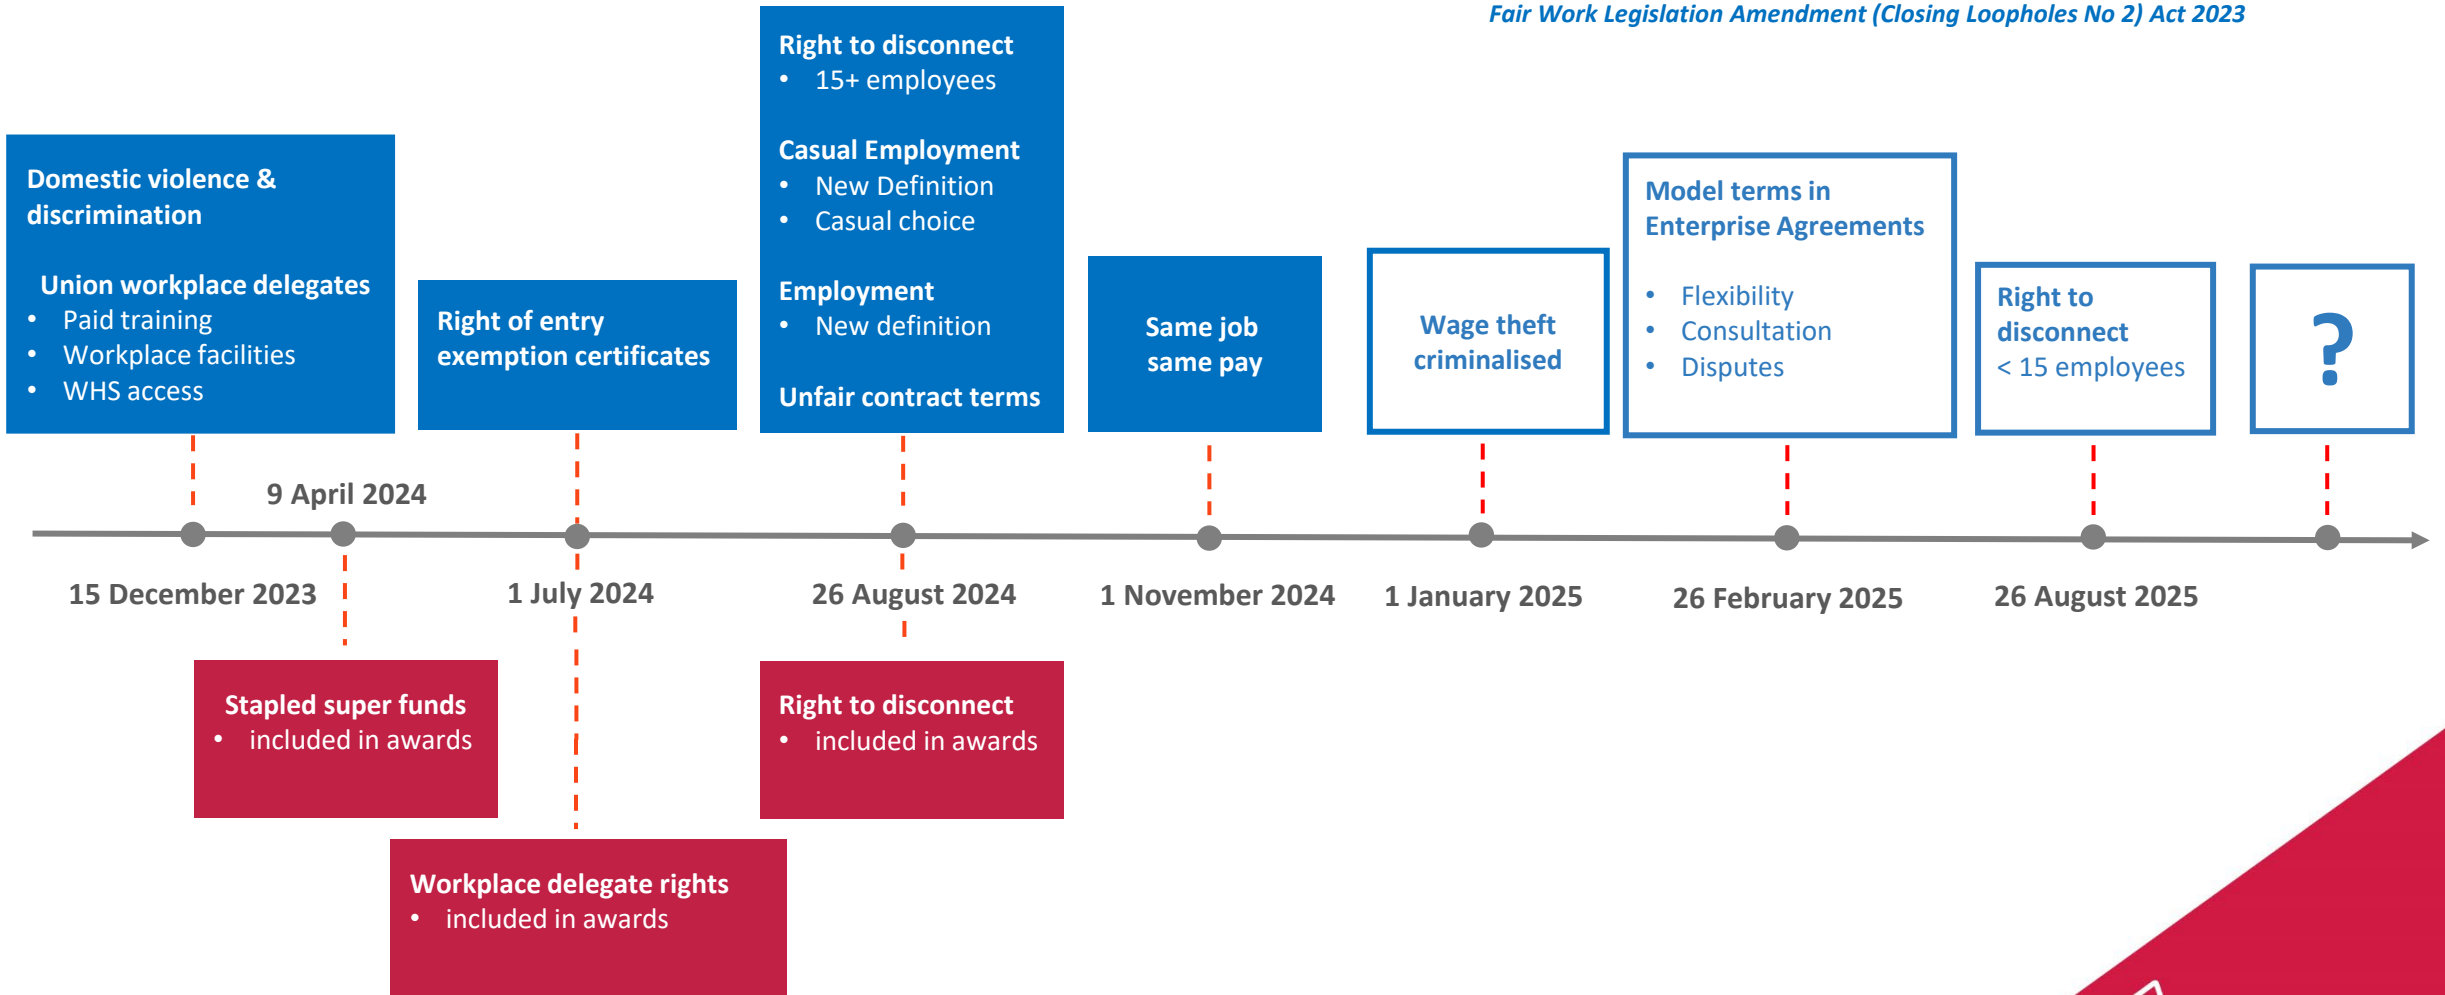 Fair Work Legislation Amendment (Closing Loopholes No 2) Act 2023
Domestic violence &
discrimination
Union workplace delegates
• Paid training
• Workplace facilities
• WHS access
Right of entry
exemption certificates
Right to disconnect
• 15+ employees
Casual Employment
• New Definition
• Casual choice
Employment
• New definition
Unfair contract terms
Same job
same pay
Wage theft
criminalised
Model terms in
Enterprise Agreements
• Flexibility
• Consultation
• Disputes
Right to
disconnect
< 15 employees
?
9 April 2024
15 December 2023
1 July 2024
26 August 2024
1 November 2024
1 January 2025
26 February 2025
26 August 2025
Stapled super funds
• included in awards
Right to disconnect
• included in awards
Workplace delegate rights
• included in awards